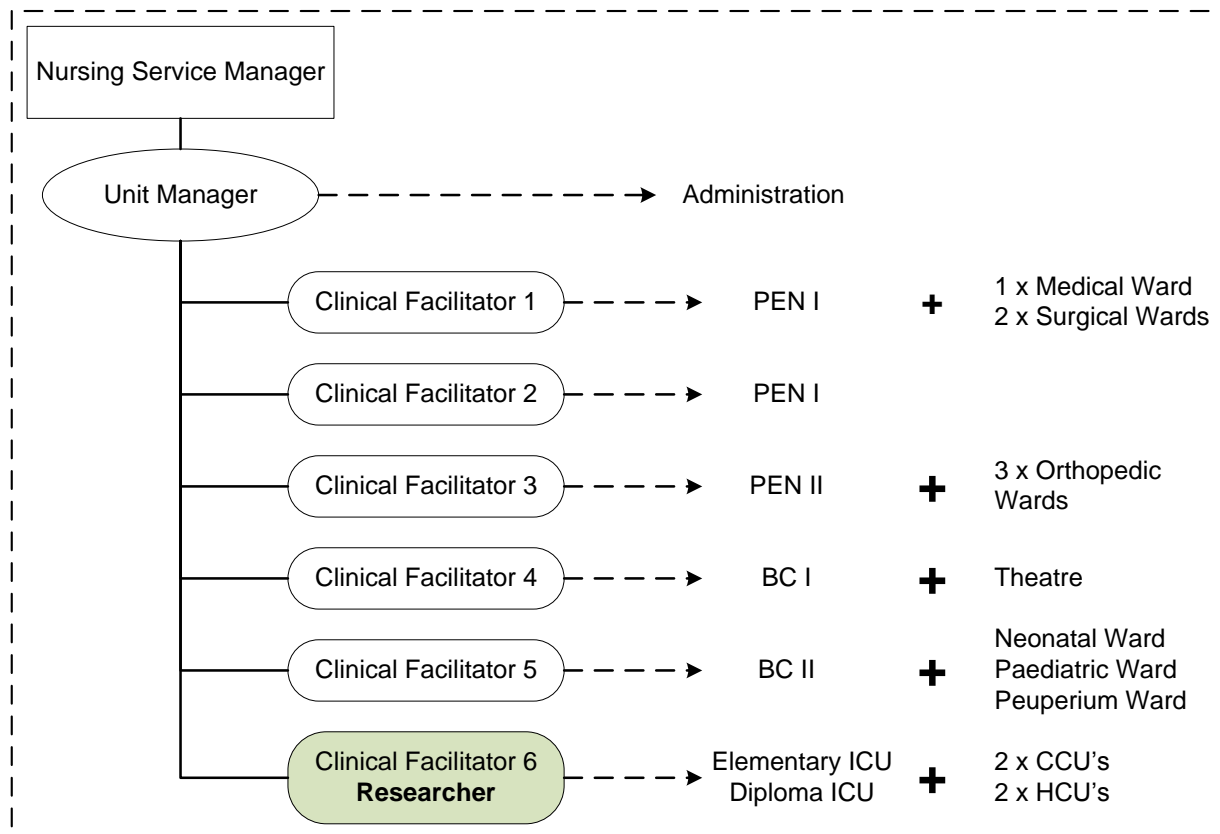 Nursing Service Manager
Unit Manager
Administration
Clinical Facilitator 1
PEN I
+
1 x Medical Ward
2 x Surgical Wards
Clinical Facilitator 2
PEN I
Clinical Facilitator 3
PEN II
+
3 x Orthopedic
Wards
Clinical Facilitator 4
BC I
+
Theatre
Clinical Facilitator 5
BC II
+
Neonatal Ward
Paediatric Ward
Peuperium Ward
Clinical Facilitator 6
Researcher
Elementary ICU
Diploma ICU
+
2 x CCU's
2 x HCU's